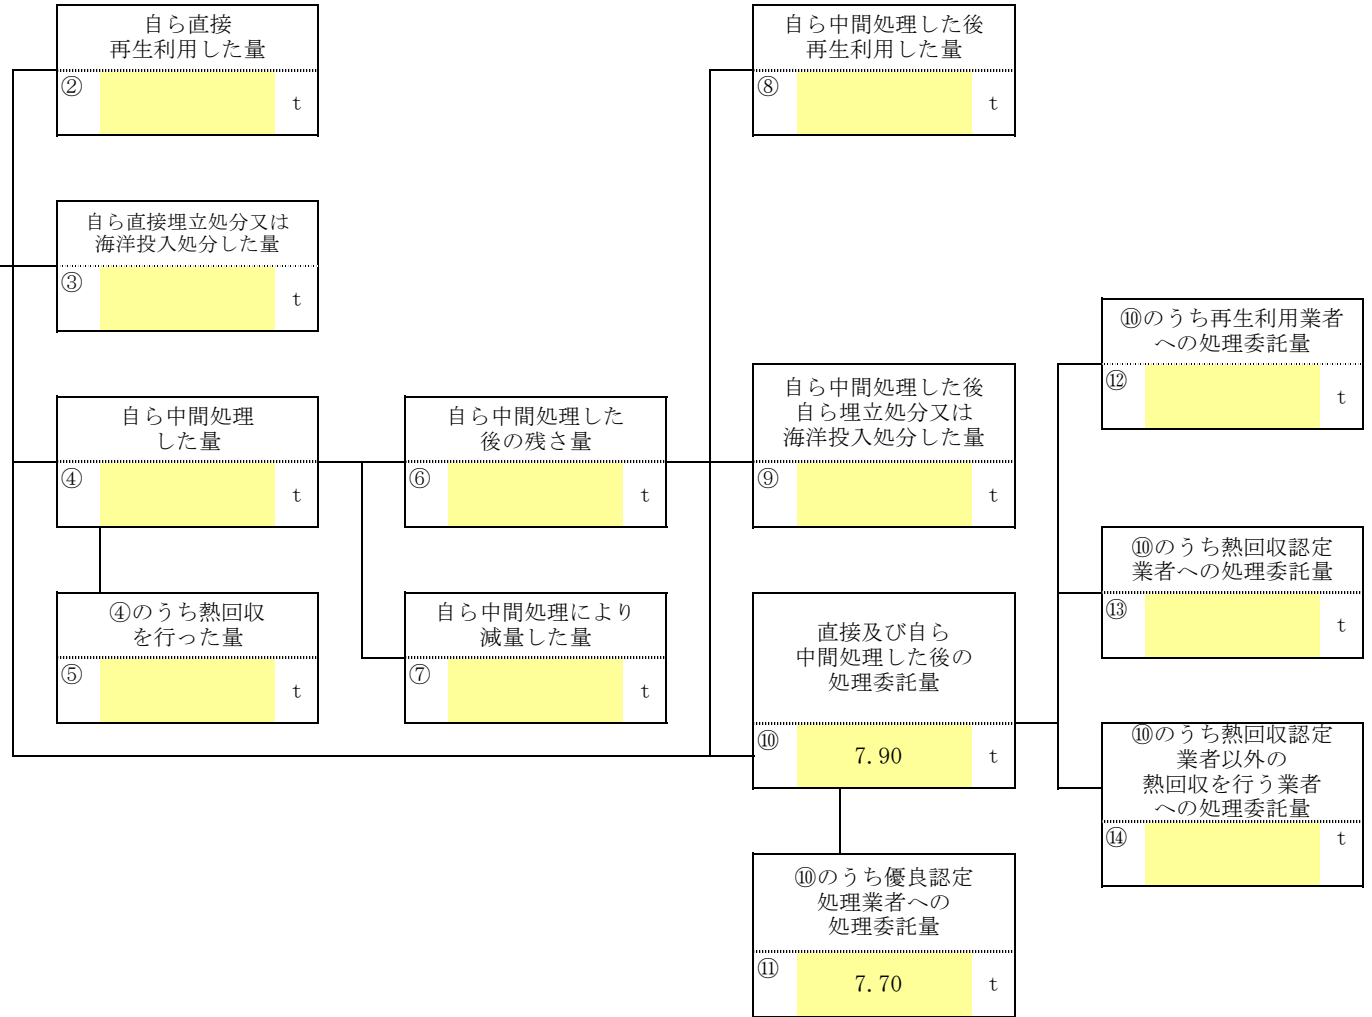 自ら直接
再生利用した量
②
t
自ら中間処理した後
再生利用した量
⑧
t
自ら直接埋立処分又は
海洋投入処分した量
③
t
⑩のうち再生利用業者
への処理委託量
⑫
t
自ら中間処理
した量
④
t
自ら中間処理した
後の残さ量
⑥
t
自ら中間処理した後
自ら埋立処分又は
海洋投入処分した量
⑨
t
⑩のうち熱回収認定
業者への処理委託量
⑬
t
④のうち熱回収
を行った量
⑤
t
自ら中間処理により
減量した量
⑦
t
直接及び自ら
中間処理した後の
処理委託量
⑩
7.90
t
⑩のうち熱回収認定
業者以外の
熱回収を行う業者
への処理委託量
⑭
t
⑩のうち優良認定
処理業者への
処理委託量
⑪
7.70
t